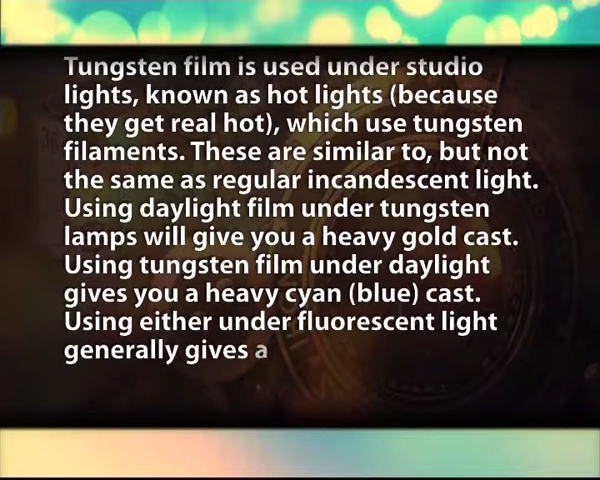 Tungsten film is used under studio
lights, known as hot lights (because
they get real hot), which use tungsten
filaments. These are similar to, but not
the same as regular incandescent light.
Using daylight film under tungsten
lamps will give you a heavy gold cast.
Using tungsten film under daylight
gives you a heavy cyan (blue) cast.
Using either under fluorescent light
generally gives a